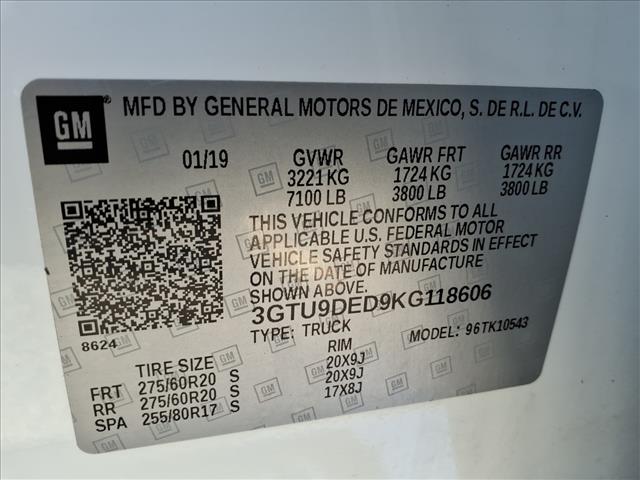 GM® MFD BY GENERAL MOTORS DE MEXICO, S. DE R.L. DE C.V.
01/19 GVWR GAWR FRT GAWR RR
3221 KG 1724 KG 1724 KG
7100 LB 3800 LB 3800 LB
THIS VEHICLE CONFORMS TO ALL
APPLICABLE U.S. FEDERAL MOTOR
VEHICLE SAFETY STANDARDS IN EFFECT
ON THE DATE OF MANUFACTURE
SHOWN ABOVE.
3GTU9DED9KG118606
8624 TYPE: TRUCK MODEL: 96TK10543
TIRE SIZE RIM
FRT 275/60R20 S 20X9J
RR 275/60R20 S 20X9J
SPA 255/80R17 S 17X8J